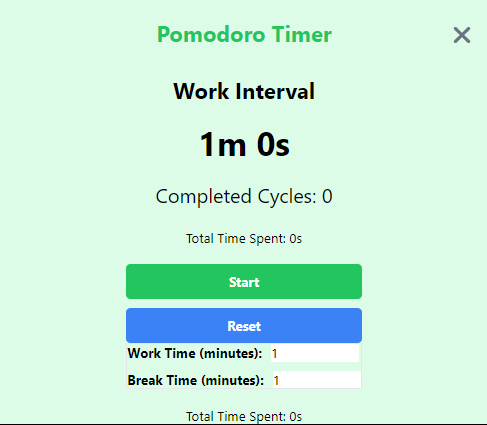 Pomodoro Timer
Work Interval
1m 0s
Completed Cycles: 0
Total Time Spent: 0s
Start
Reset
Work Time (minutes): 1
Break Time (minutes): 1
Total Time Spent: 0s